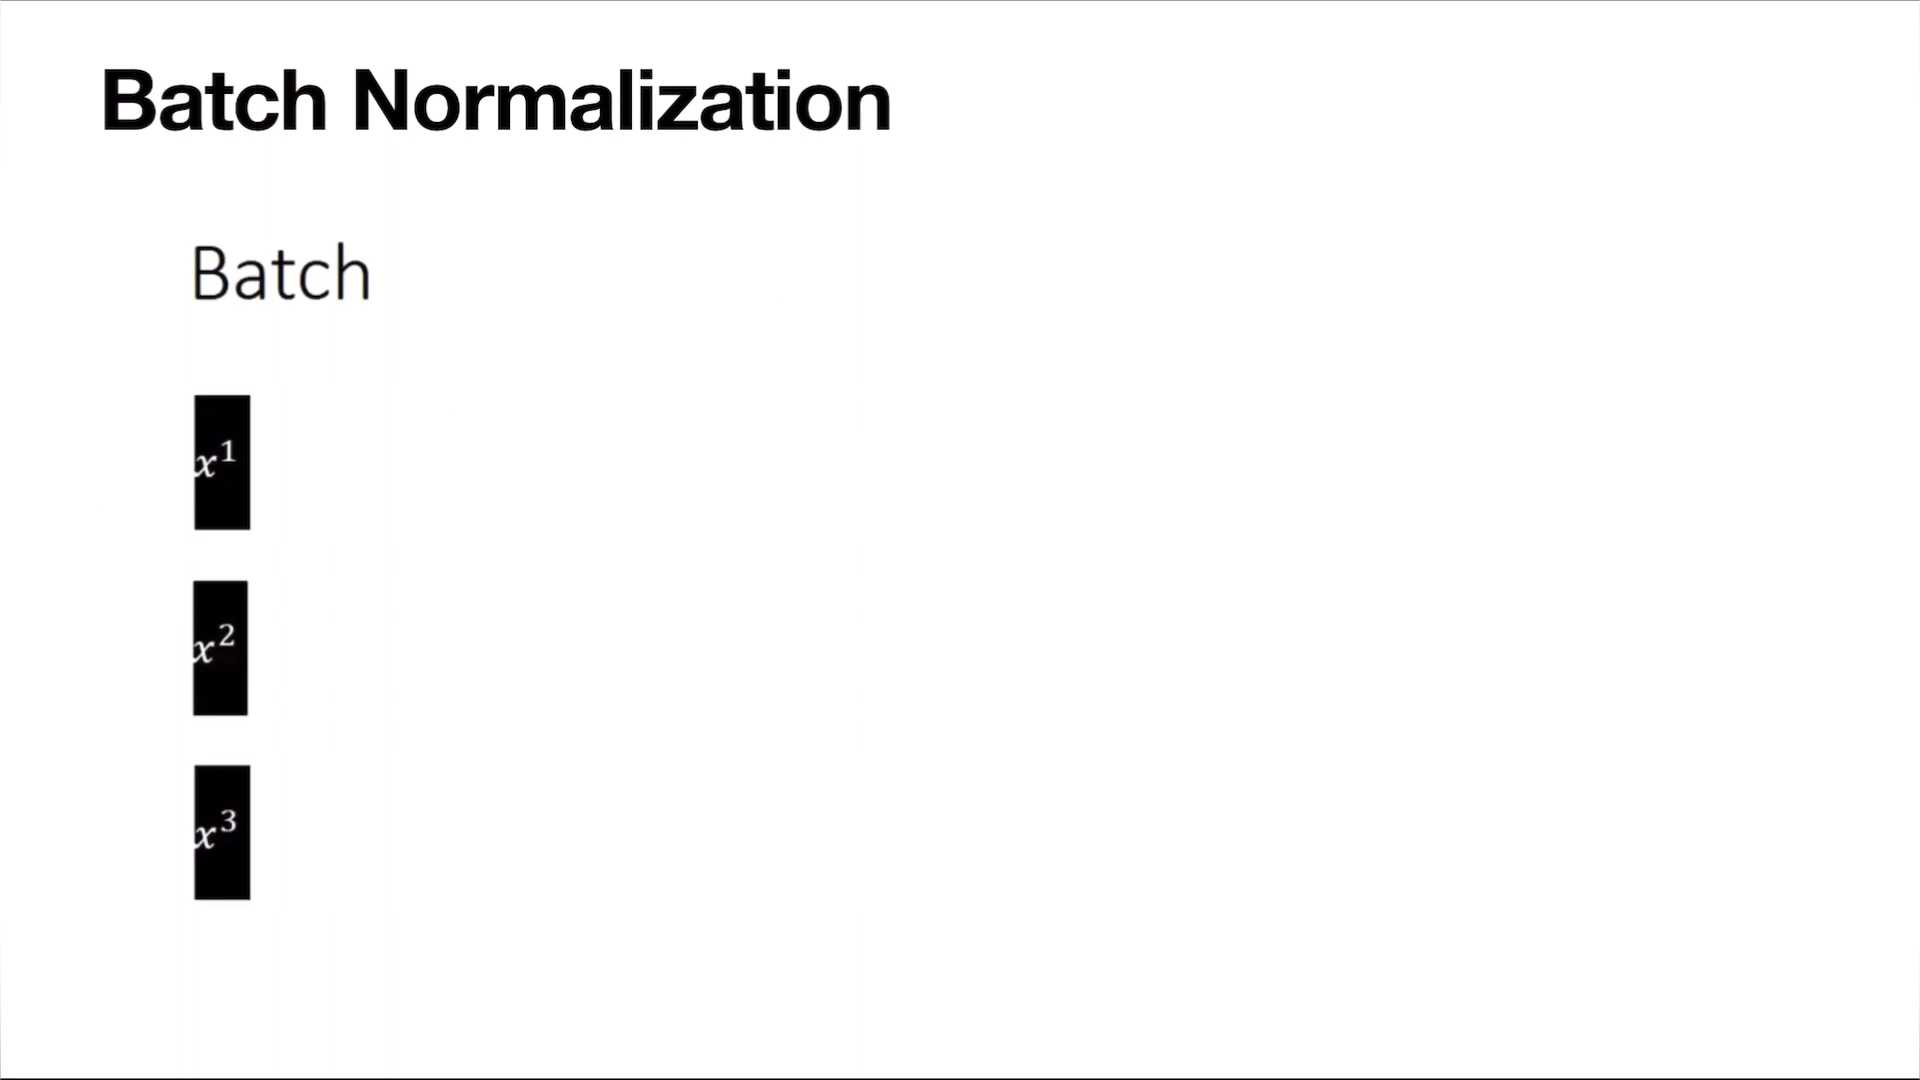 Batch Normalization
Batch
x¹
x²
x³